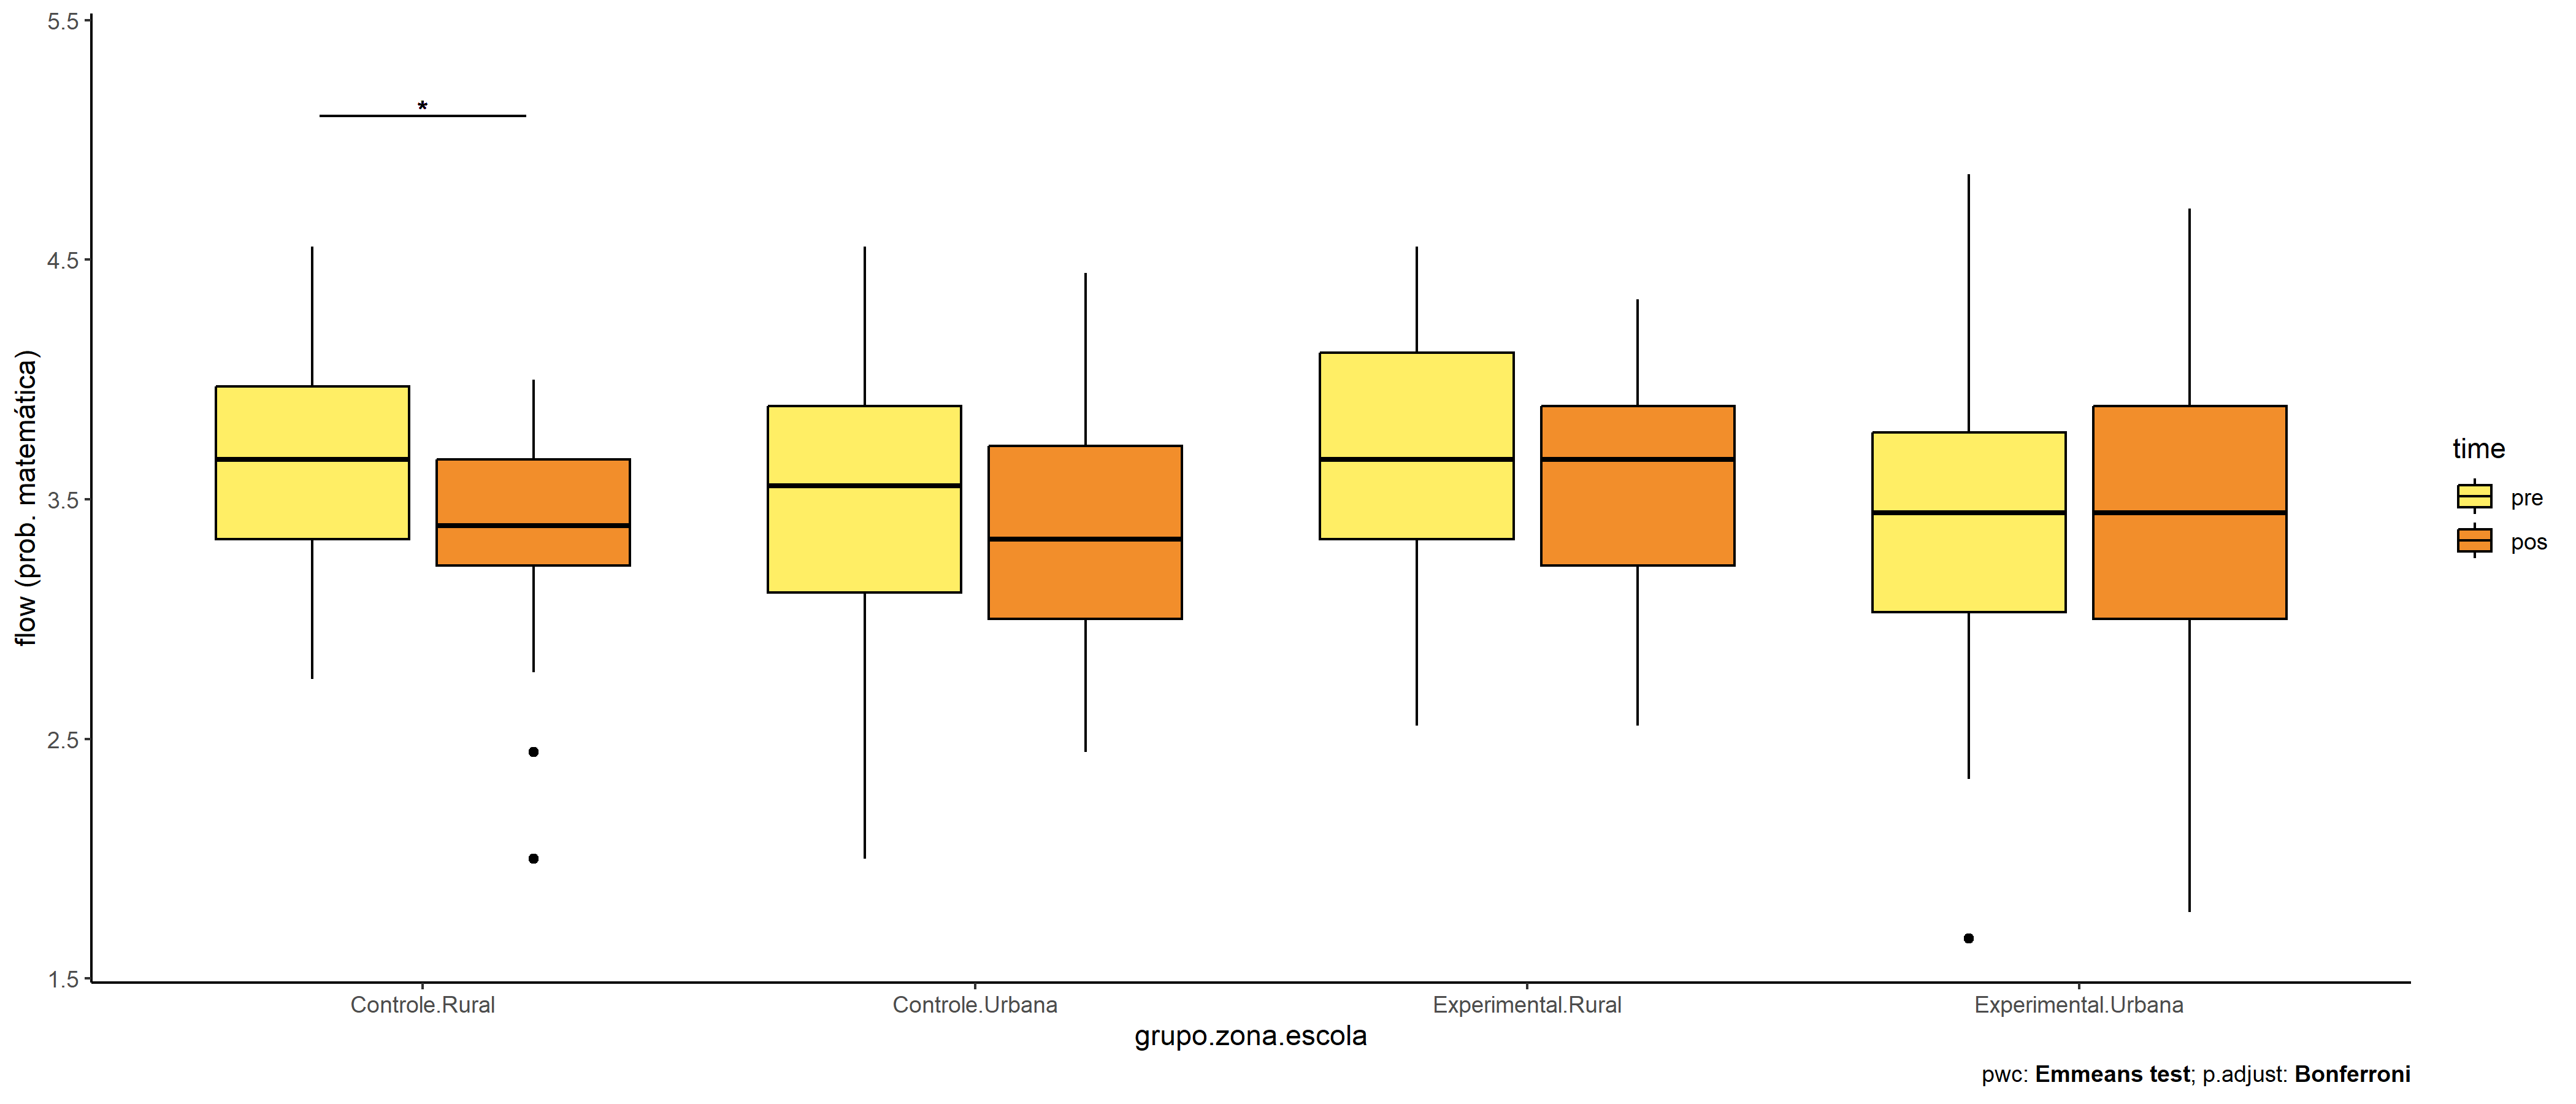 5.5
*
4.5
3.5
2.5
1.5
flow (prob. matemática)
Controle.Rural
Controle.Urbana
Experimental.Rural
Experimental.Urbana
grupo.zona.escola
time
pre
pos
pwc: Emmeans test; p.adjust: Bonferroni